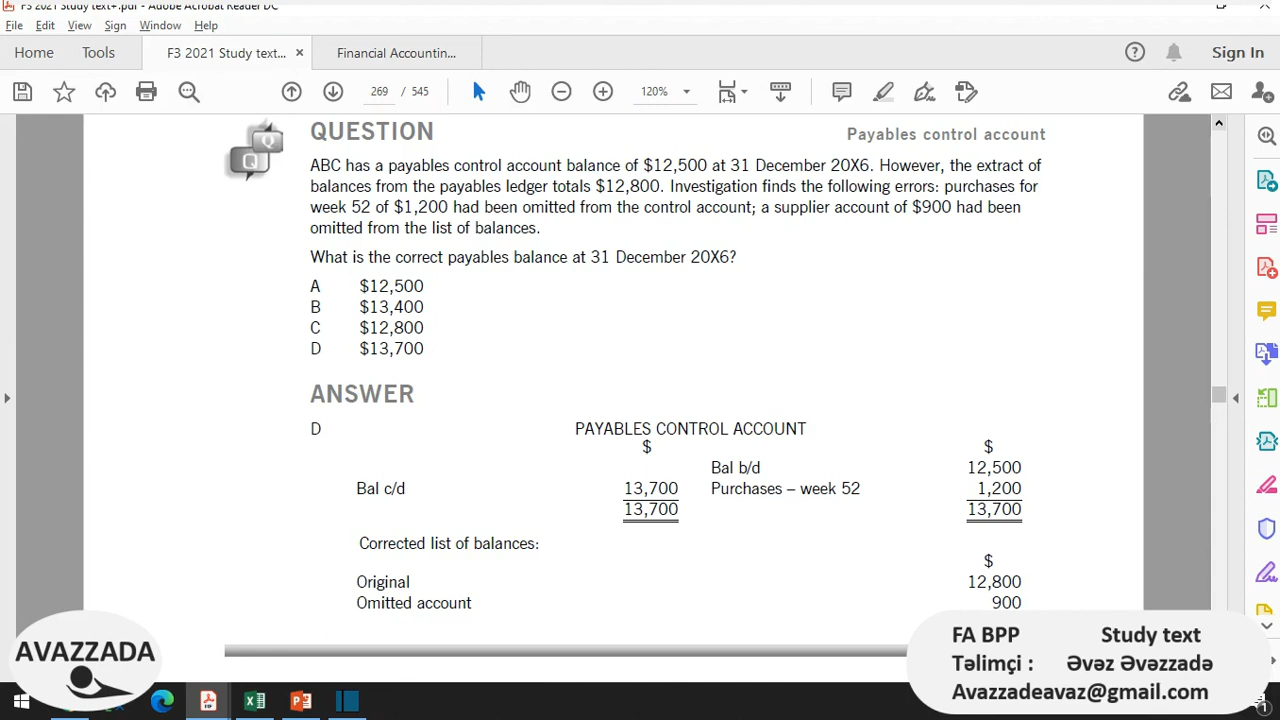 F3 2021 Study text+.pdf - Adobe Acrobat Reader DC
File Edit View Sign Window Help
Home Tools F3 2021 Study text... × Financial Accountin... Sign In
269 / 545 120%
QUESTION Payables control account
ABC has a payables control account balance of $12,500 at 31 December 20X6. However, the extract of
balances from the payables ledger totals $12,800. Investigation finds the following errors: purchases for
week 52 of $1,200 had been omitted from the control account; a supplier account of $900 had been
omitted from the list of balances.
What is the correct payables balance at 31 December 20X6?
A $12,500
B $13,400
C $12,800
D $13,700
ANSWER
D PAYABLES CONTROL ACCOUNT
$ $
Bal b/d 12,500
Bal c/d 13,700 Purchases – week 52 1,200
13,700 13,700
Corrected list of balances:
$
Original 12,800
Omitted account 900
AVAZZADA
FA BPP Study text
Təlimçi : Əvəz Əvəzzadə
Avazzadeavaz@gmail.com